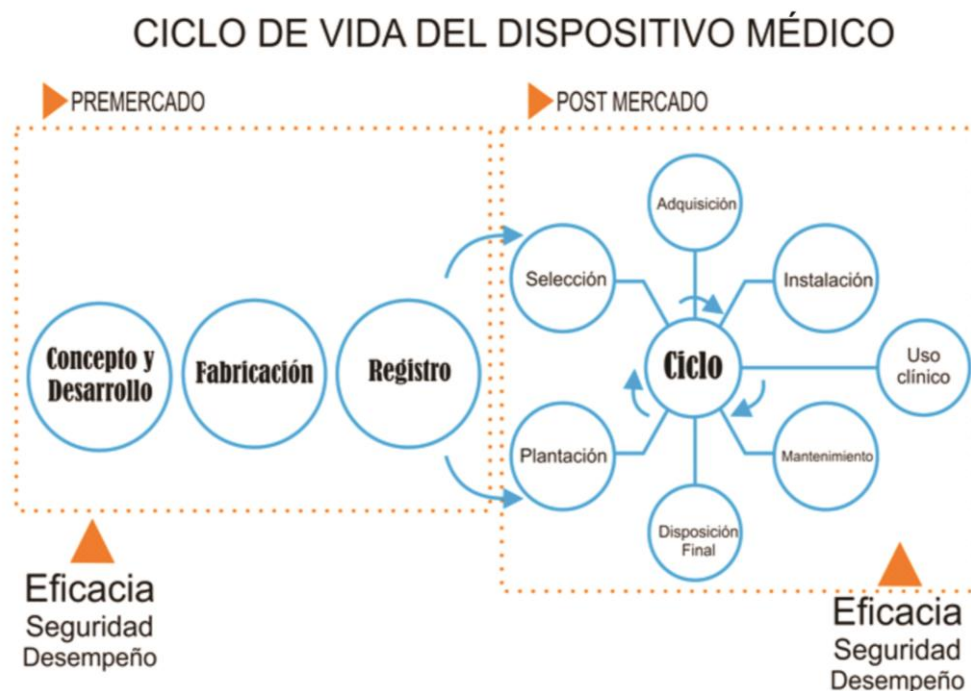 CICLO DE VIDA DEL DISPOSITIVO MÉDICO
PREMERCADO
Concepto y
Desarrollo
Fabricación
Registro
Eficacia
Seguridad
Desempeño
POST MERCADO
Selección
Adquisición
Instalación
Uso
clínico
Mantenimiento
Disposición
Final
Plantación
Ciclo
Eficacia
Seguridad
Desempeño